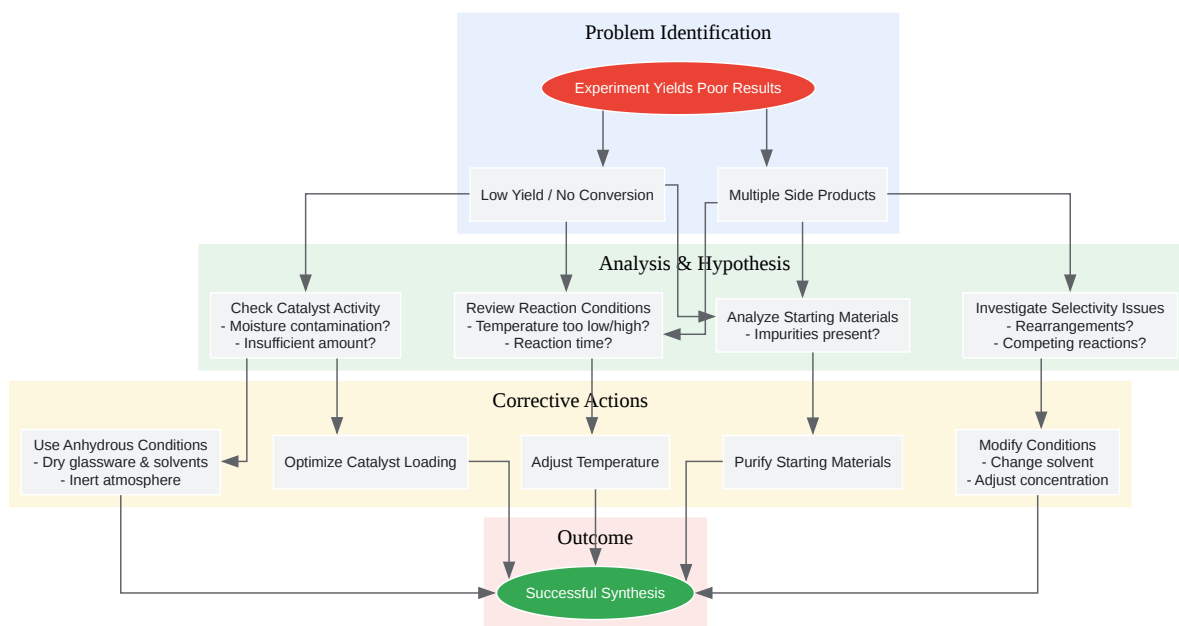 Problem Identification
Experiment Yields Poor Results
Low Yield / No Conversion
Multiple Side Products
Analysis & Hypothesis
Check Catalyst Activity
- Moisture contamination?
- Insufficient amount?
Review Reaction Conditions
- Temperature too low/high?
- Reaction time?
Analyze Starting Materials
- Impurities present?
Investigate Selectivity Issues
- Rearrangements?
- Competing reactions?
Corrective Actions
Use Anhydrous Conditions
- Dry glassware & solvents
- Inert atmosphere
Optimize Catalyst Loading
Adjust Temperature
Purify Starting Materials
Modify Conditions
- Change solvent
- Adjust concentration
Outcome
Successful Synthesis